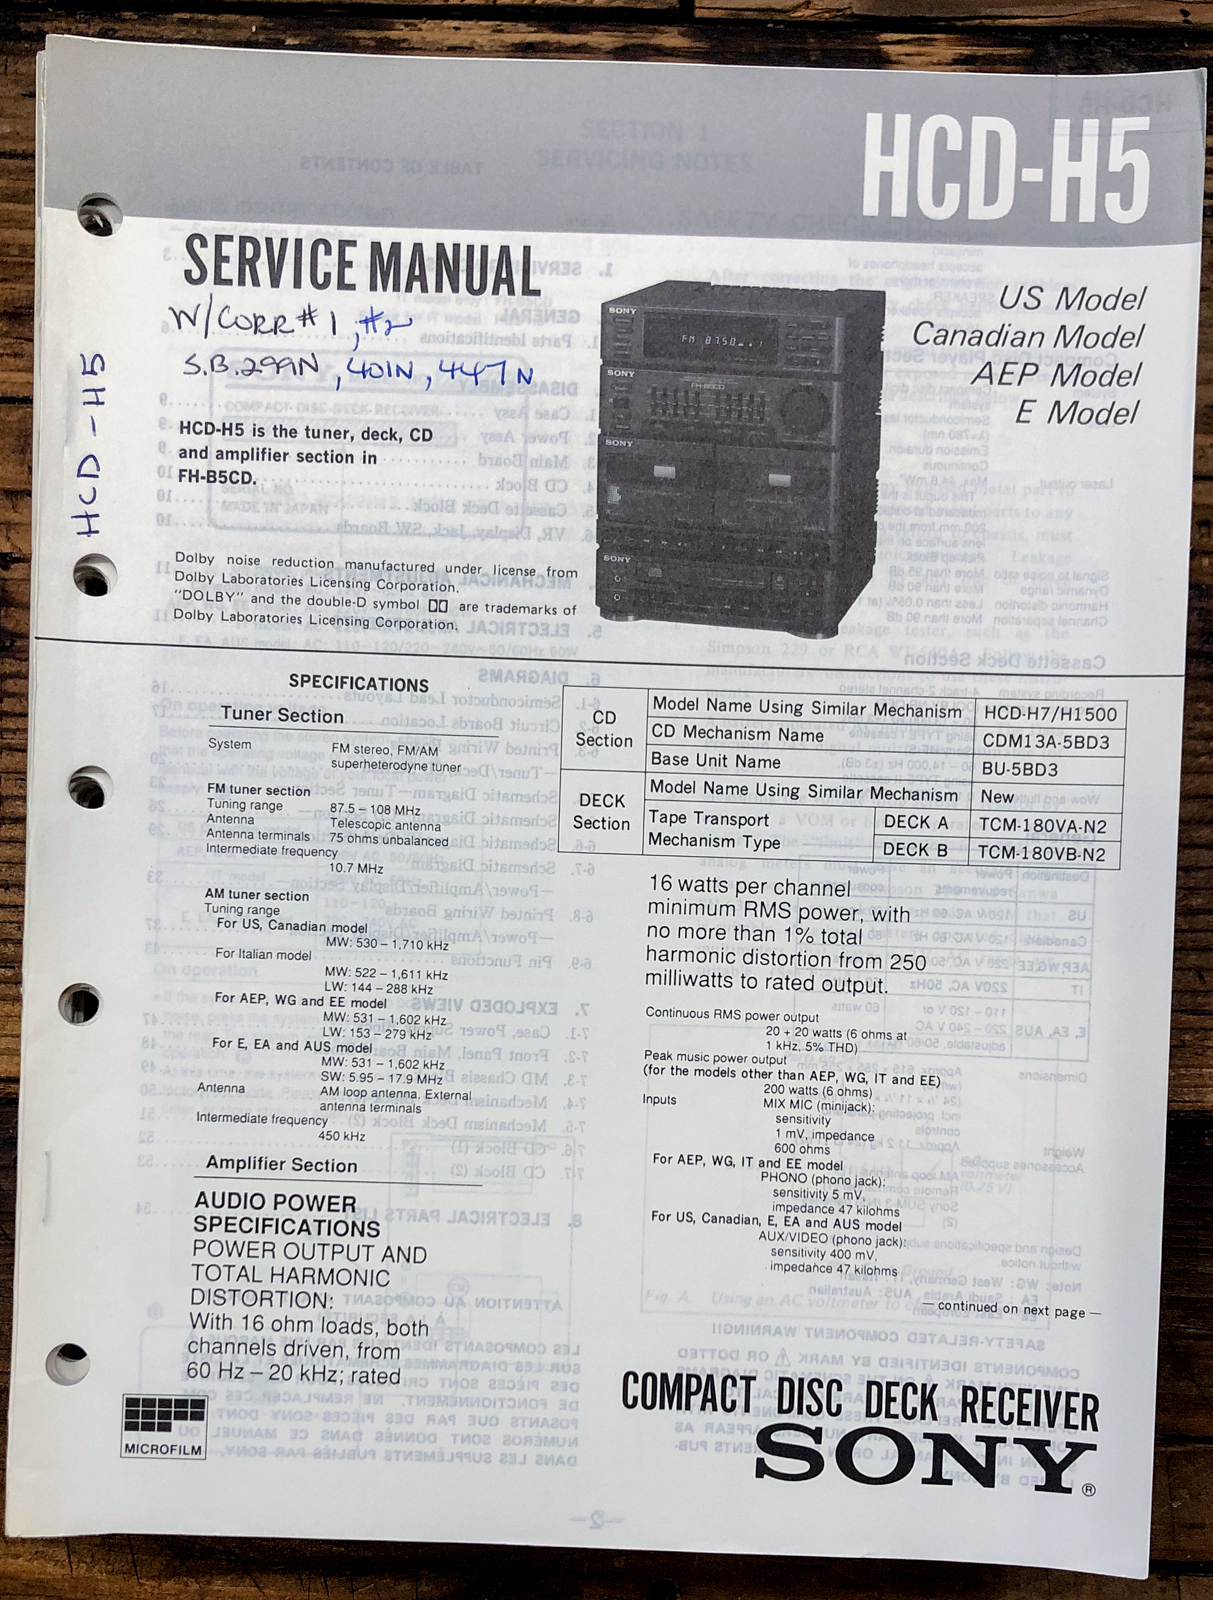 HCD-H5
SERVICE MANUAL
W/CORR #1, #2
S.B. 299N, 401N, 447N
HCD-H5
US Model
Canadian Model
AEP Model
E Model
SONY
FM 8750
SONY
FH-B5CD
SONY
SONY
HCD-H5 is the tuner, deck, CD
and amplifier section in
FH-B5CD.
Dolby noise reduction manufactured under license from
Dolby Laboratories Licensing Corporation.
"DOLBY" and the double-D symbol are trademarks of
Dolby Laboratories Licensing Corporation.
SPECIFICATIONS
Tuner Section
System FM stereo, FM/AM
superheterodyne tuner
FM tuner section
Tuning range 87.5 – 108 MHz
Antenna Telescopic antenna
Antenna terminals 75 ohms unbalanced
Intermediate frequency
10.7 MHz
AM tuner section
Tuning range
For US, Canadian model
MW: 530 – 1,710 kHz
For Italian model
MW: 522 – 1,611 kHz
LW: 144 – 288 kHz
For AEP, WG and EE model
MW: 531 – 1,602 kHz
LW: 153 – 279 kHz
For E, EA and AUS model
MW: 531 – 1,602 kHz
SW: 5.95 – 17.9 MHz
Antenna AM loop antenna, External
antenna terminals
Intermediate frequency
450 kHz
Amplifier Section
AUDIO POWER
SPECIFICATIONS
POWER OUTPUT AND
TOTAL HARMONIC
DISTORTION:
With 16 ohm loads, both
channels driven, from
60 Hz – 20 kHz; rated
CD Section
Model Name Using Similar Mechanism HCD-H7/H1500
CD Mechanism Name CDM13A-5BD3
Base Unit Name BU-5BD3
DECK Section
Model Name Using Similar Mechanism New
Tape Transport Mechanism Type
DECK A TCM-180VA-N2
DECK B TCM-180VB-N2
16 watts per channel
minimum RMS power, with
no more than 1% total
harmonic distortion from 250
milliwatts to rated output.
Continuous RMS power output
20 + 20 watts (6 ohms at
1 kHz, 5% THD)
Peak music power output
(for the models other than AEP, WG, IT and EE)
200 watts (6 ohms)
Inputs MIX MIC (minijack):
sensitivity
1 mV, impedance
600 ohms
For AEP, WG, IT and EE model
PHONO (phono jack):
sensitivity 5 mV,
impedance 47 kilohms
For US, Canadian, E, EA and AUS model
AUX/VIDEO (phono jack):
sensitivity 400 mV,
impedance 47 kilohms
— continued on next page —
MICROFILM
COMPACT DISC DECK RECEIVER
SONY®